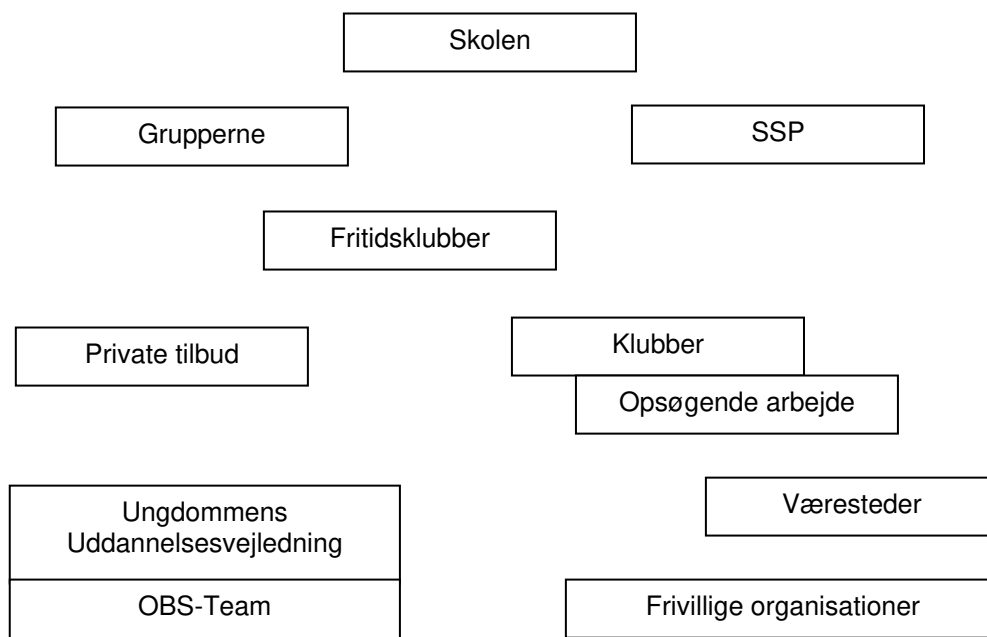 Skolen
Grupperne
SSP
Fritidsklubber
Private tilbud
Klubber
Opsøgende arbejde
Ungdommens
Uddannelsesvejledning
Væresteder
OBS-Team
Frivillige organisationer